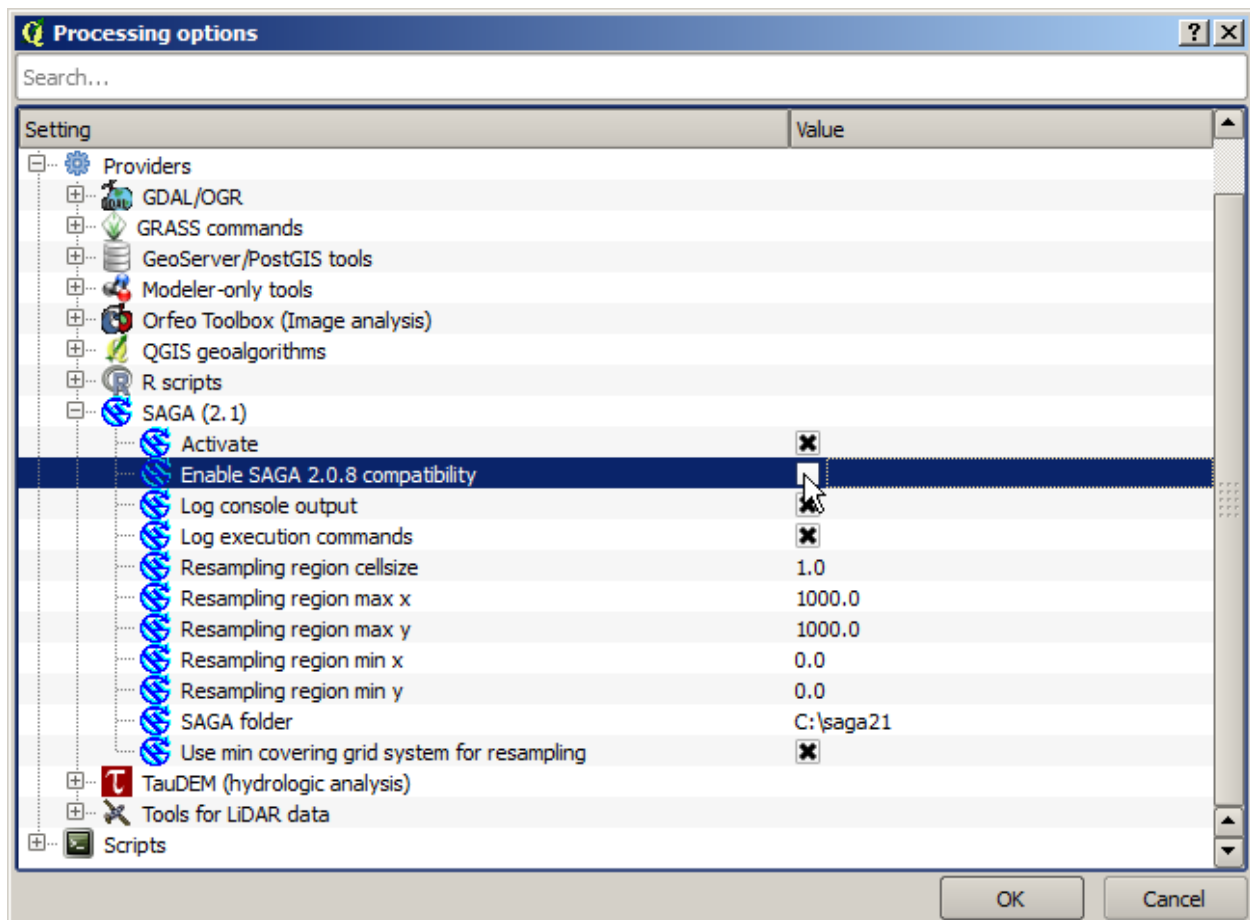 Processing options
Search...
Setting Value
Providers
GDAL/OGR
GRASS commands
GeoServer/PostGIS tools
Modeler-only tools
Orfeo Toolbox (Image analysis)
QGIS geoalgorithms
R scripts
SAGA (2.1)
Activate
Enable SAGA 2.0.8 compatibility
Log console output
Log execution commands
Resampling region cellsize 1.0
Resampling region max x 1000.0
Resampling region max y 1000.0
Resampling region min x 0.0
Resampling region min y 0.0
SAGA folder C:\saga21
Use min covering grid system for resampling
TauDEM (hydrologic analysis)
Tools for LiDAR data
Scripts
OK Cancel